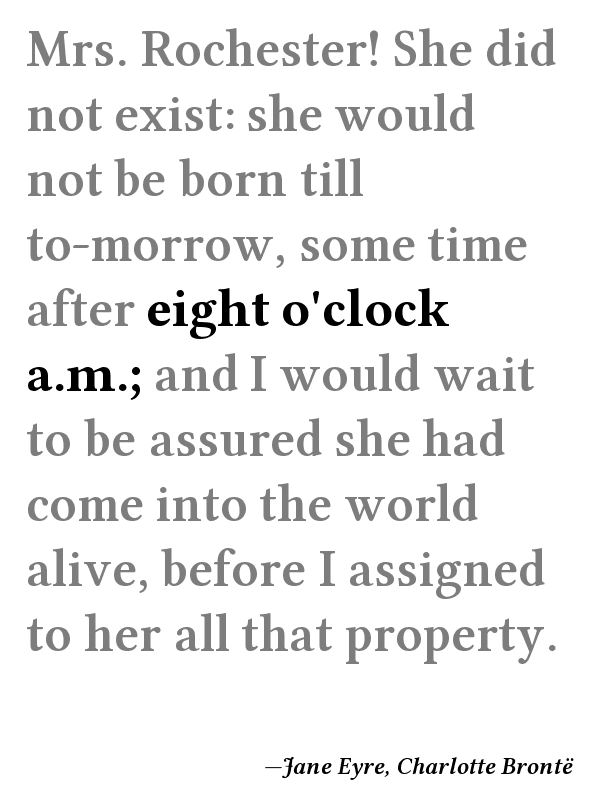 Mrs. Rochester! She did
not exist: she would
not be born till
to-morrow, some time
after eight o'clock
a.m.; and I would wait
to be assured she had
come into the world
alive, before I assigned
to her all that property.
—Jane Eyre, Charlotte Brontë